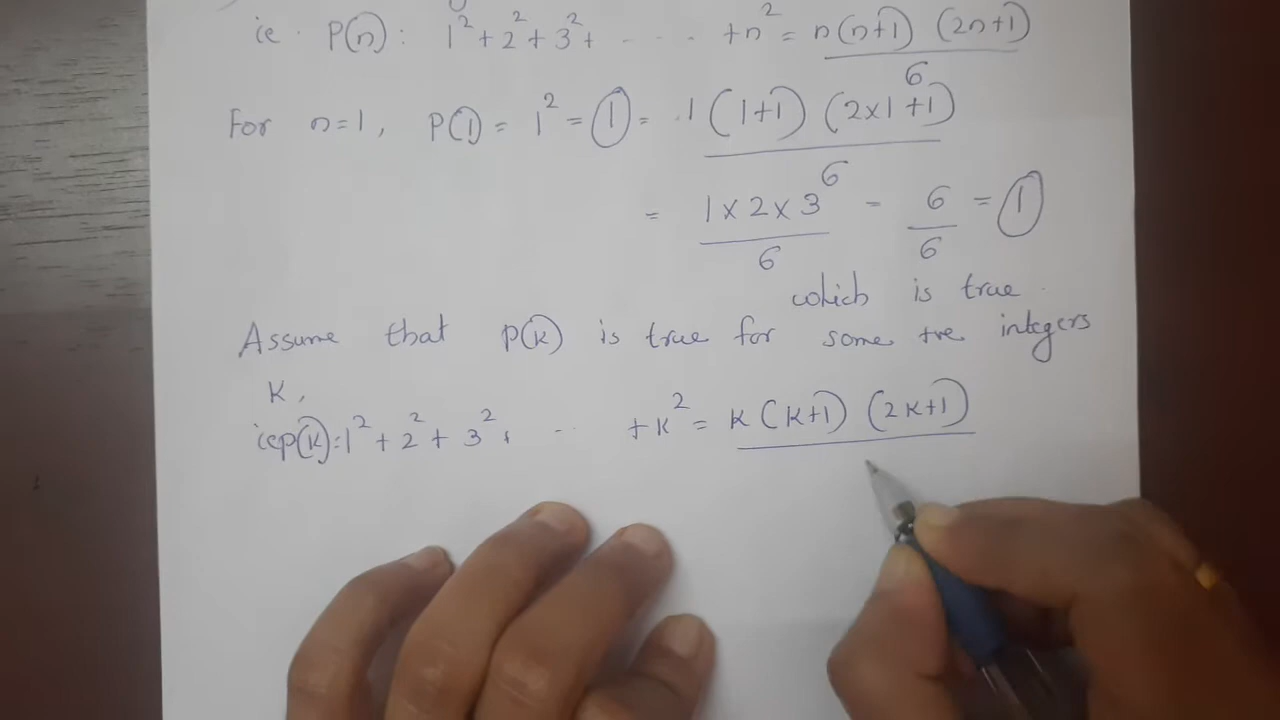 ie. P(n): 1² + 2² + 3² + . . . . +n² = n(n+1) (2n+1)
6
For n=1, P(1) = 1² = 1 = 1 (1+1) (2×1+1)
6
= 1×2×3 - 6 = 1
6 6
which is true.
Assume that P(k) is true for some +ve integers
K,
ie P(k): 1² + 2² + 3² + .. +k² = k (k+1) (2k+1)